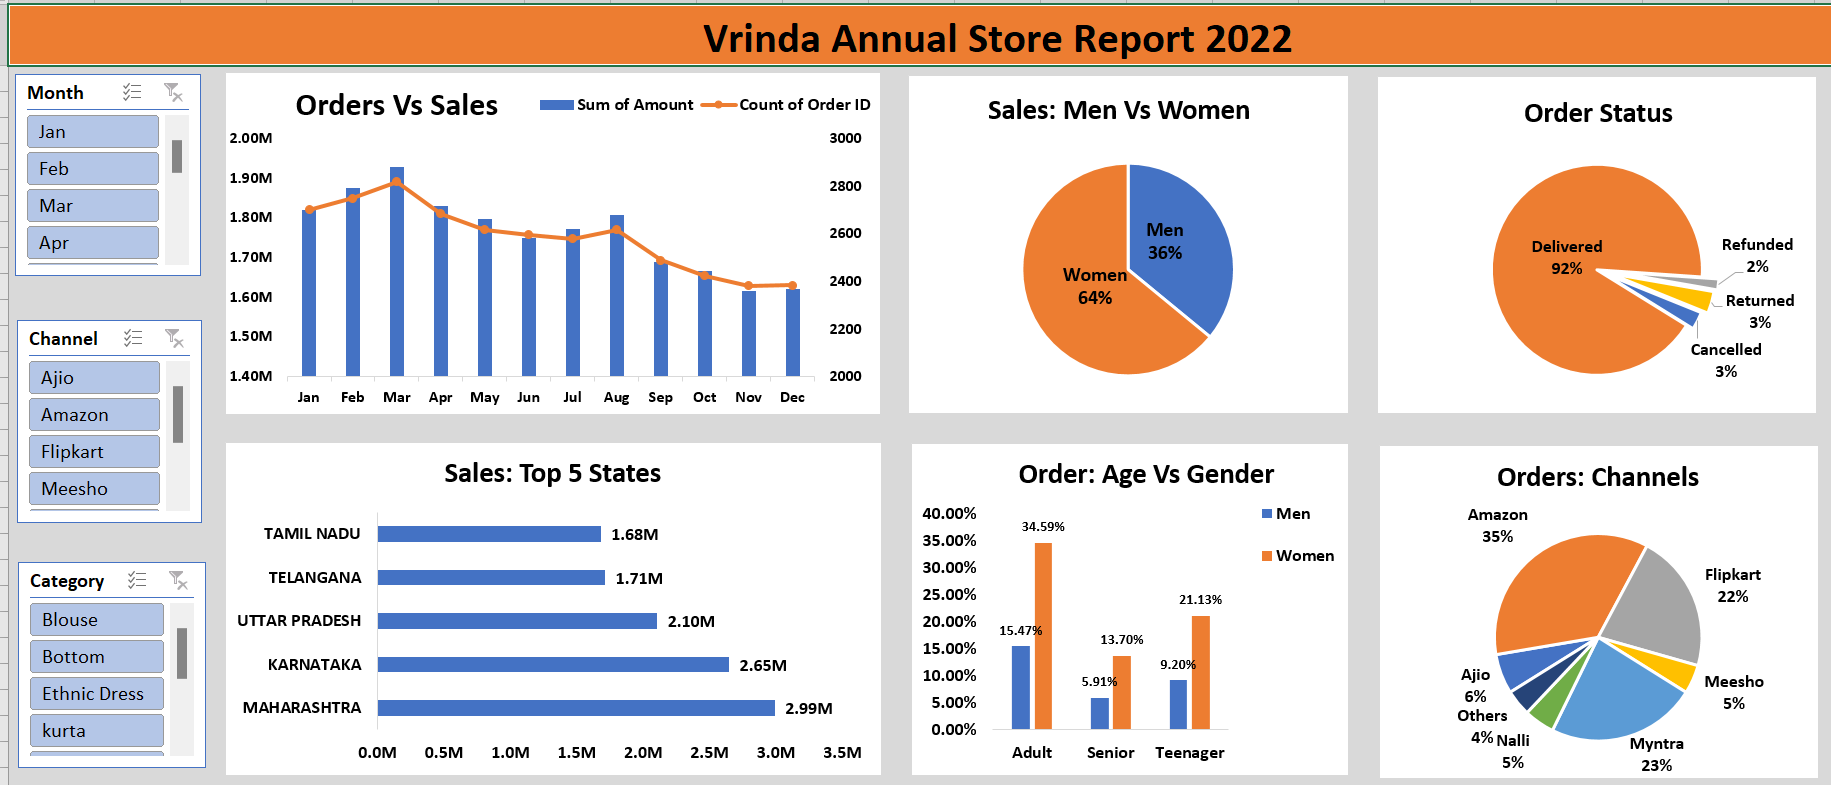 Vrinda Annual Store Report 2022
Month
Jan
Feb
Mar
Apr
Channel
Ajio
Amazon
Flipkart
Meesho
Category
Blouse
Bottom
Ethnic Dress
kurta
Orders Vs Sales
Sum of Amount
Count of Order ID
2.00M
1.90M
1.80M
1.70M
1.60M
1.50M
1.40M
3000
2800
2600
2400
2200
2000
Jan Feb Mar Apr May Jun Jul Aug Sep Oct Nov Dec
Sales: Men Vs Women
Men
36%
Women
64%
Order Status
Delivered
92%
Refunded
2%
Returned
3%
Cancelled
3%
Sales: Top 5 States
TAMIL NADU 1.68M
TELANGANA 1.71M
UTTAR PRADESH 2.10M
KARNATAKA 2.65M
MAHARASHTRA 2.99M
0.0M 0.5M 1.0M 1.5M 2.0M 2.5M 3.0M 3.5M
Order: Age Vs Gender
Men
Women
40.00%
35.00%
30.00%
25.00%
20.00%
15.00%
10.00%
5.00%
0.00%
15.47%
34.59%
5.91%
13.70%
9.20%
21.13%
Adult Senior Teenager
Orders: Channels
Amazon
35%
Flipkart
22%
Meesho
5%
Myntra
23%
Nalli
5%
Others
4%
Ajio
6%